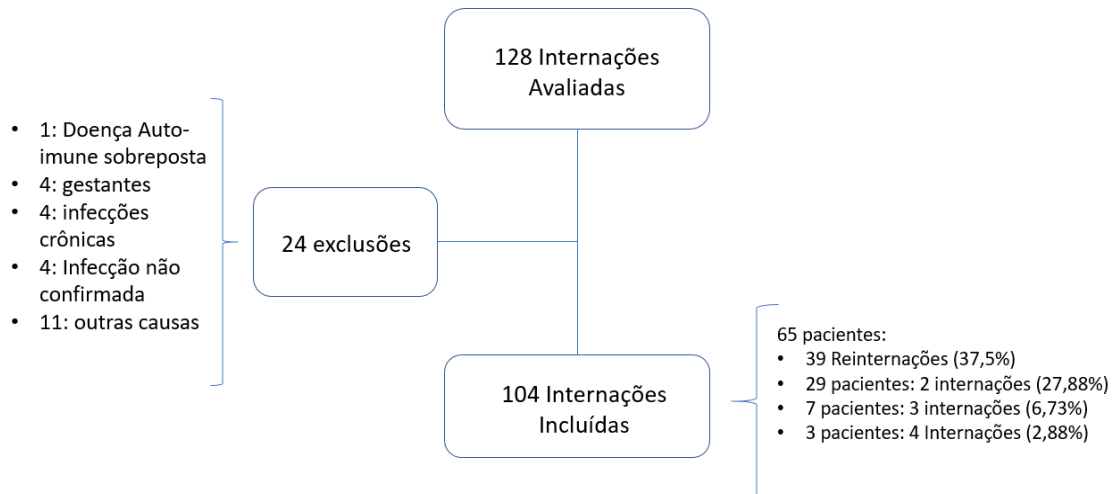 128 Internações
Avaliadas
• 1: Doença Auto-
imune sobreposta
• 4: gestantes
• 4: infecções
crônicas
• 4: Infecção não
confirmada
• 11: outras causas
24 exclusões
104 Internações
Incluídas
65 pacientes:
• 39 Reinternações (37,5%)
• 29 pacientes: 2 internações (27,88%)
• 7 pacientes: 3 internações (6,73%)
• 3 pacientes: 4 Internações (2,88%)